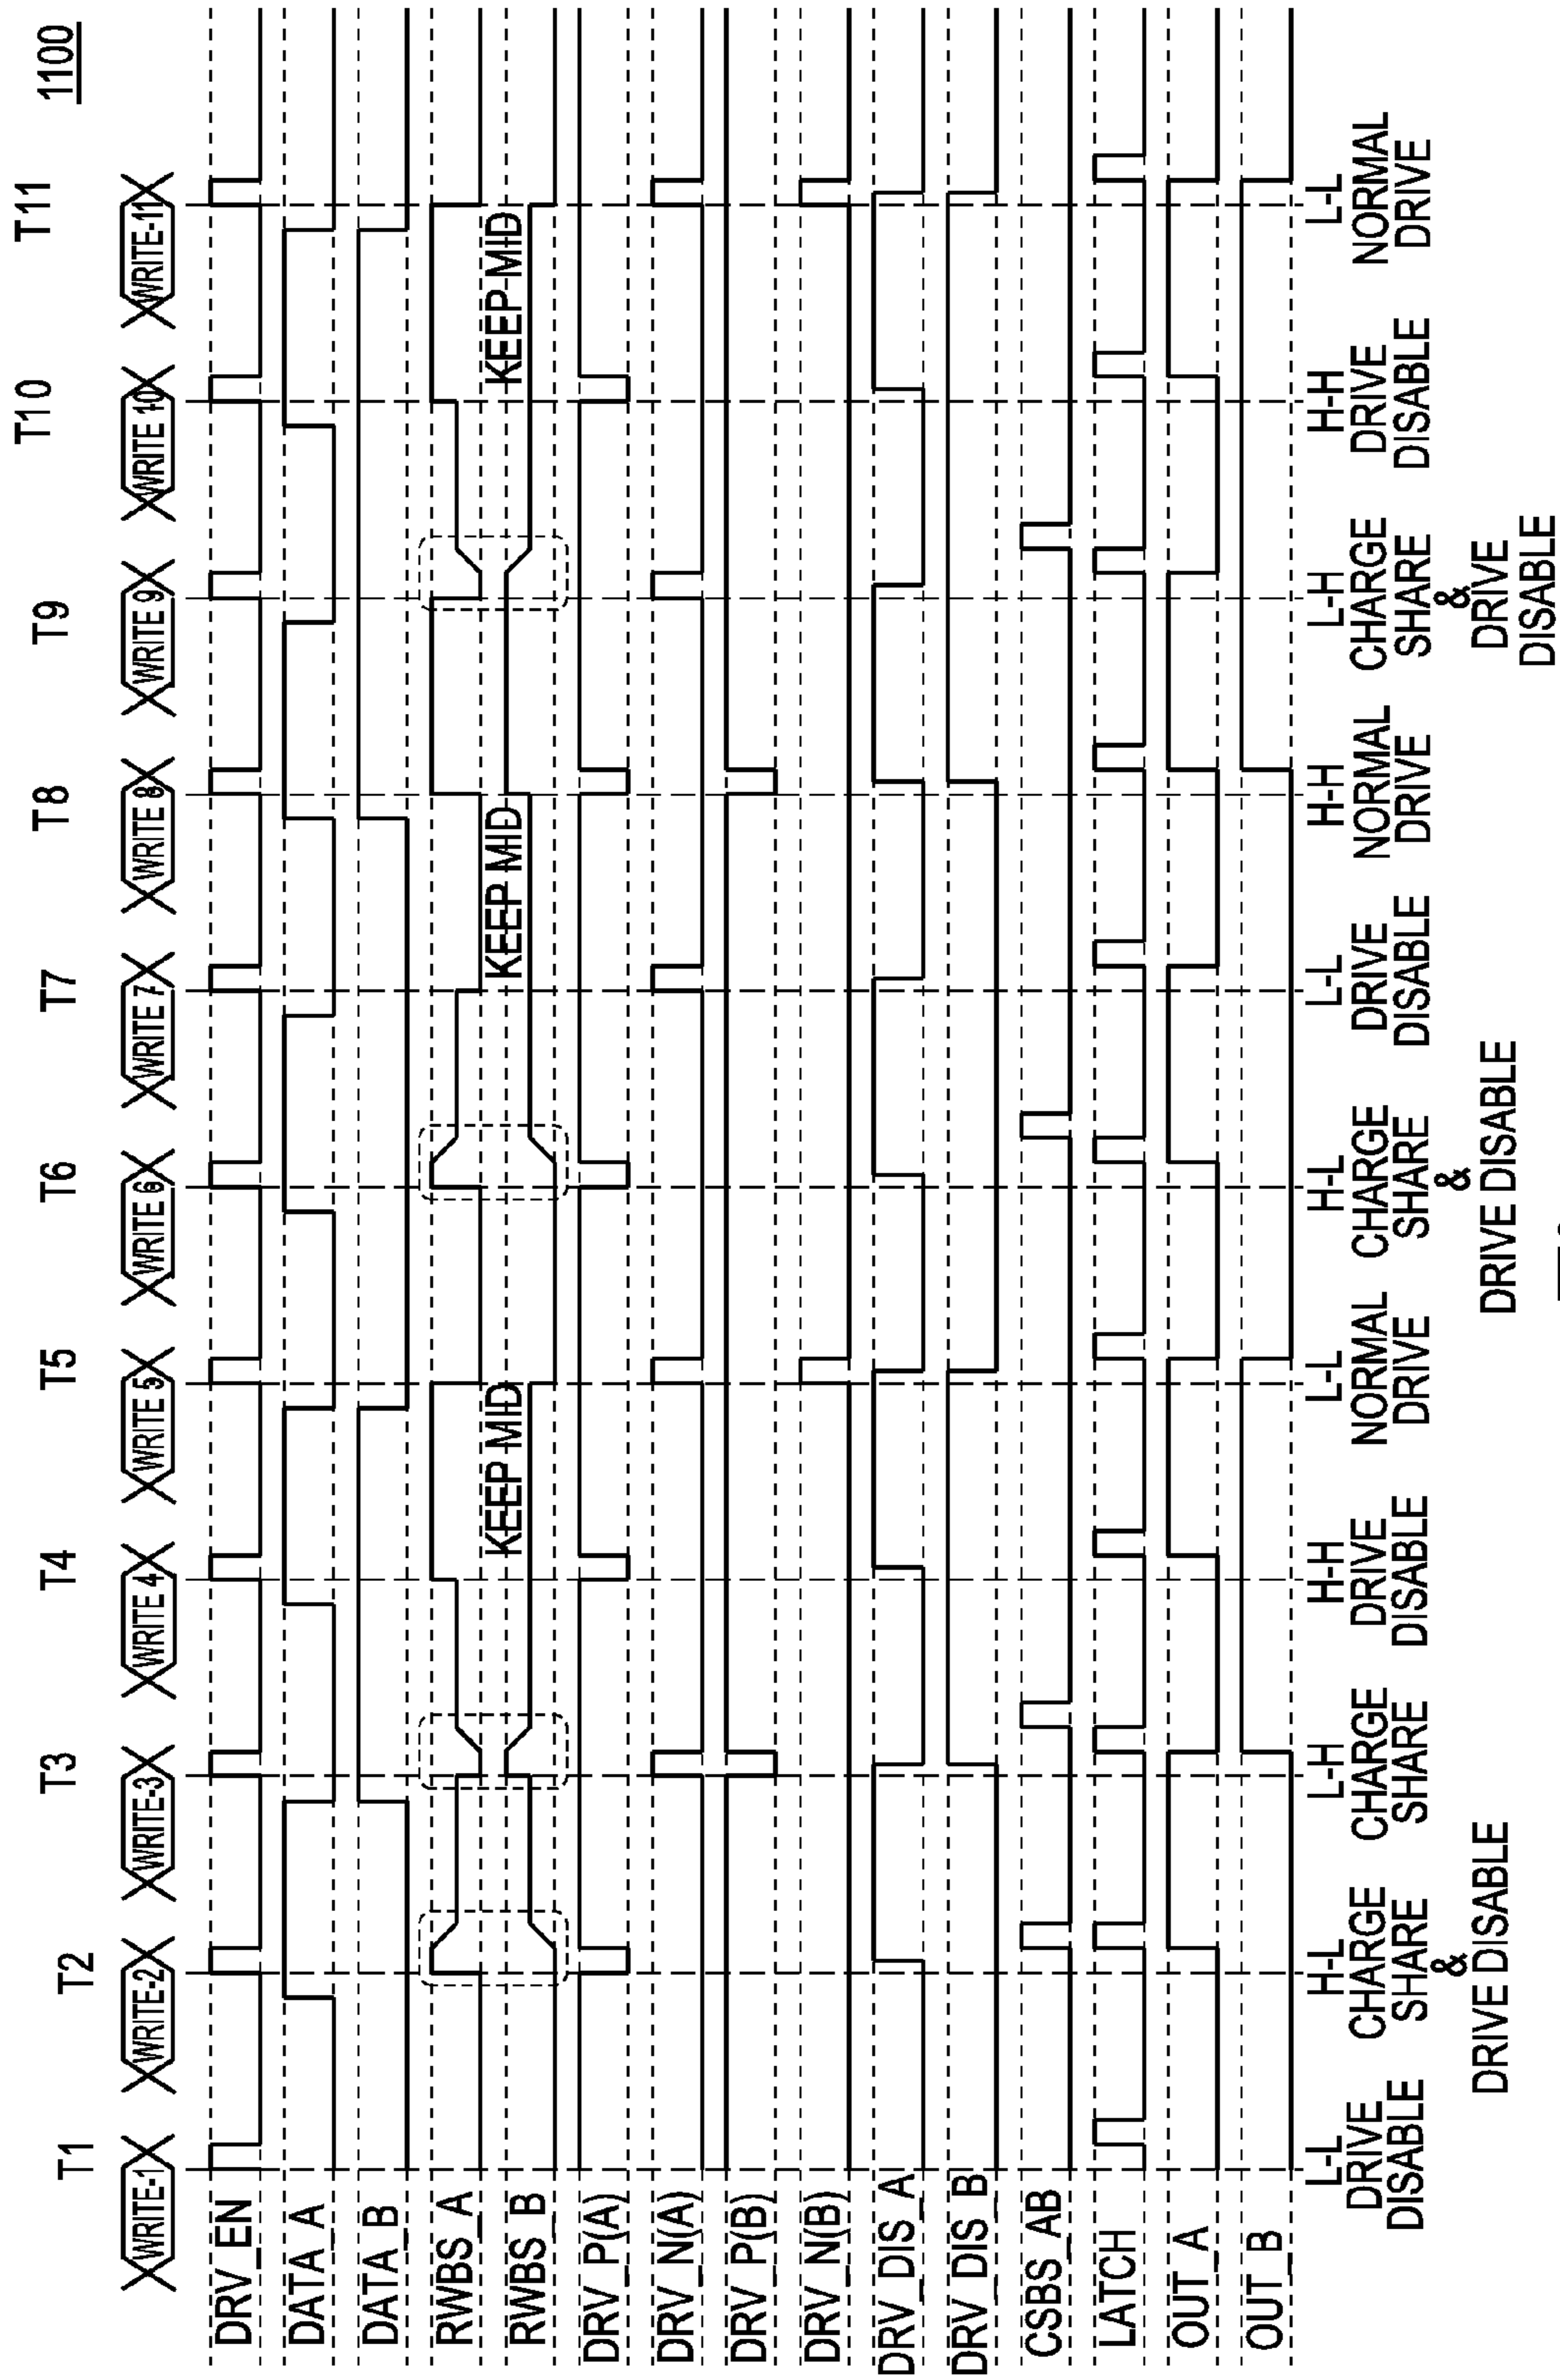 1100
T1 T2 T3 T4 T5 T6 T7 T8 T9 T10 T11
WRITE-1 WRITE-2 WRITE-3 WRITE 4 WRITE 5 WRITE 6 WRITE 7 WRITE 8 WRITE 9 WRITE 10 WRITE-11
DRV_EN
DATA_A
DATA_B
RWBS_A
KEEP MID KEEP MID KEEP MID
RWBS_B
DRV_P(A)
DRV_N(A)
DRV_P(B)
DRV_N(B)
DRV_DIS_A
DRV_DIS_B
CSBS_AB
LATCH
OUT_A
OUT_B
L-L H-L L-H H-H L-L H-L L-L H-H L-H H-H L-L
DRIVE CHARGE CHARGE DRIVE NORMAL CHARGE DRIVE NORMAL CHARGE DRIVE NORMAL
DISABLE SHARE SHARE DISABLE DRIVE SHARE DISABLE DRIVE SHARE DISABLE DRIVE
& & &
DRIVE DISABLE DRIVE DISABLE DRIVE
DISABLE